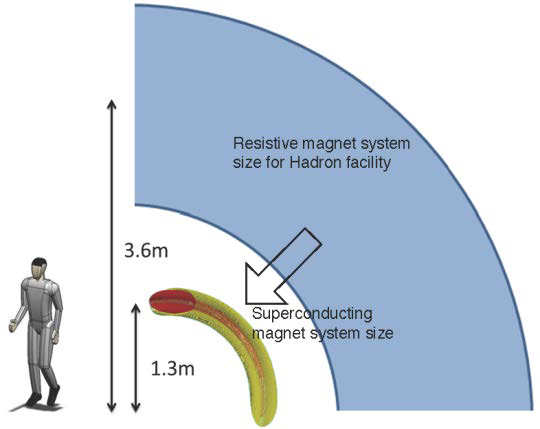 Resistive magnet system
size for Hadron facility
3.6m
Superconducting
magnet system size
1.3m